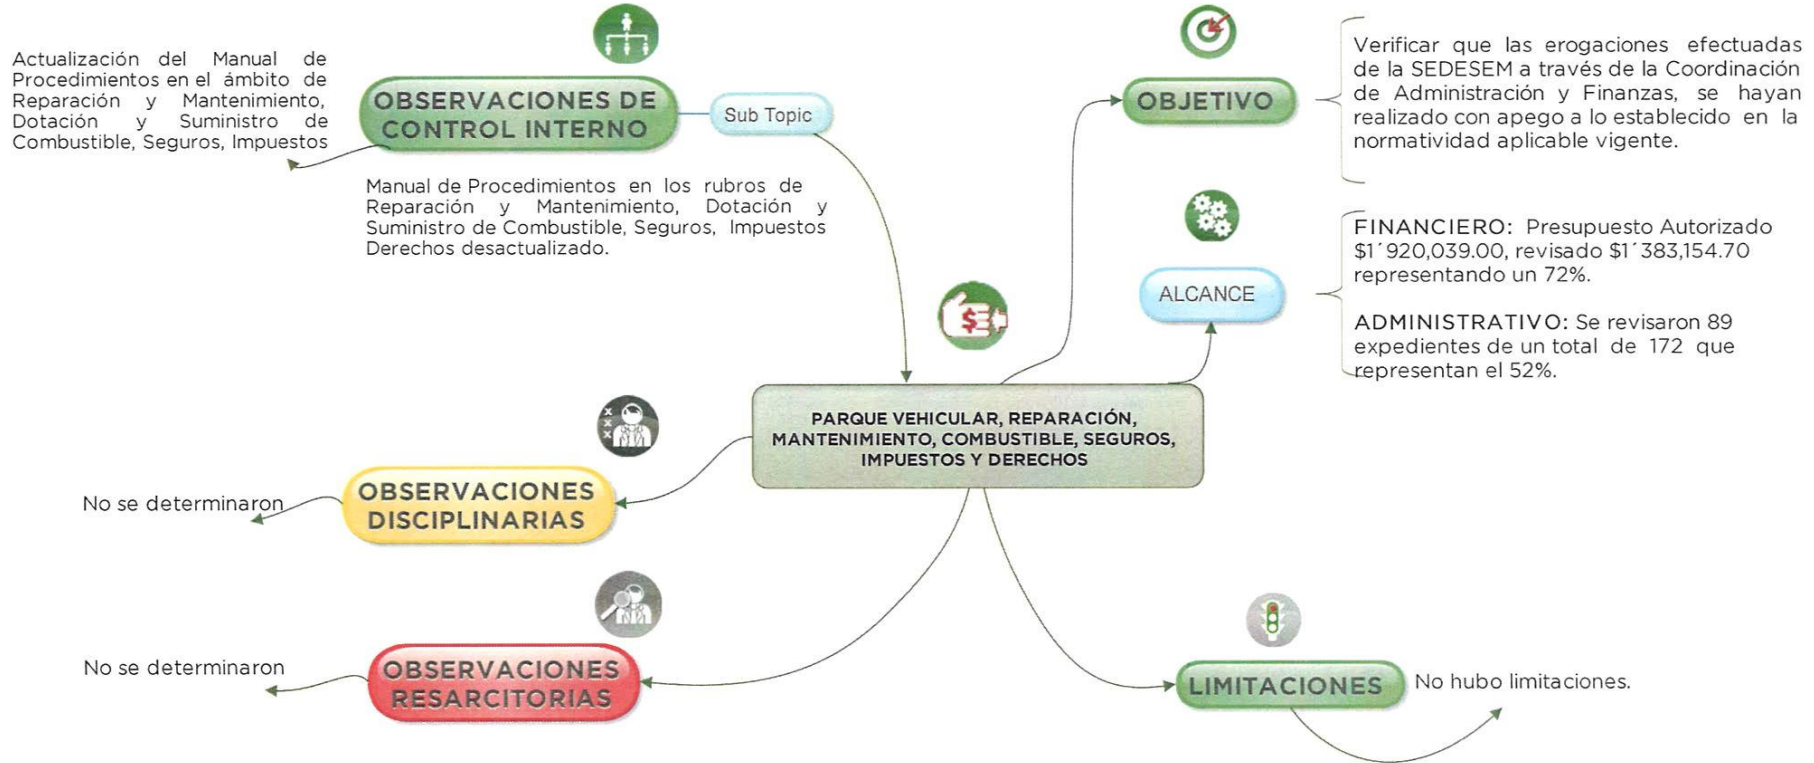 Actualización del Manual de
Procedimientos en el ámbito de
Reparación y Mantenimiento,
Dotación y Suministro de
Combustible, Seguros, Impuestos
OBSERVACIONES DE
CONTROL INTERNO
Sub Topic
Manual de Procedimientos en los rubros de
Reparación y Mantenimiento, Dotación y
Suministro de Combustible, Seguros, Impuestos
Derechos desactualizado.
OBJETIVO
Verificar que las erogaciones efectuadas
de la SEDESEM a través de la Coordinación
de Administración y Finanzas, se hayan
realizado con apego a lo establecido en la
normatividad aplicable vigente.
ALCANCE
FINANCIERO: Presupuesto Autorizado
$1´920,039.00, revisado $1´383,154.70
representando un 72%.
ADMINISTRATIVO: Se revisaron 89
expedientes de un total de 172 que
representan el 52%.
$
PARQUE VEHICULAR, REPARACIÓN,
MANTENIMIENTO, COMBUSTIBLE, SEGUROS,
IMPUESTOS Y DERECHOS
X
X
X
OBSERVACIONES
DISCIPLINARIAS
No se determinaron
OBSERVACIONES
RESARCITORIAS
No se determinaron
LIMITACIONES
No hubo limitaciones.